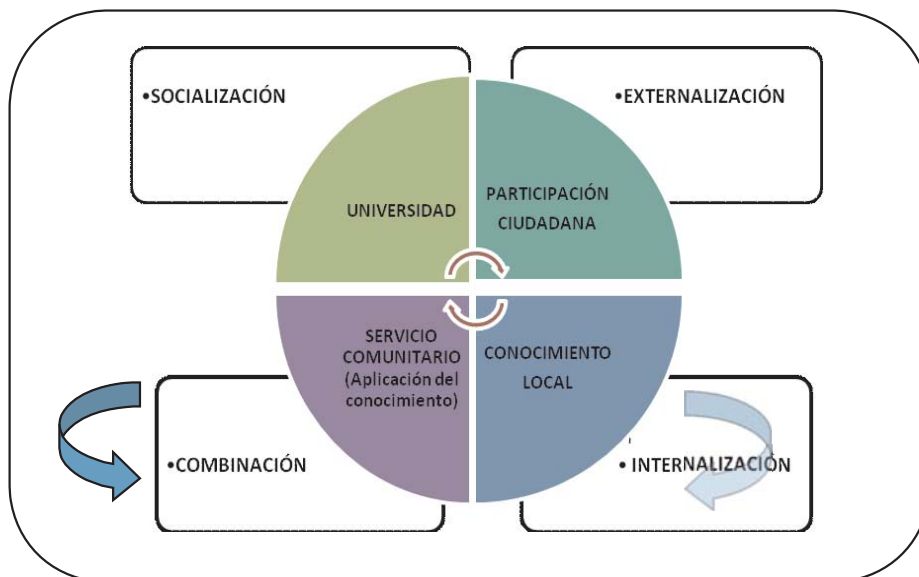 •SOCIALIZACIÓN
•EXTERNALIZACIÓN
UNIVERSIDAD
PARTICIPACIÓN
CIUDADANA
SERVICIO
COMUNITARIO
(Aplicación del
conocimiento)
CONOCIMIENTO
LOCAL
•COMBINACIÓN
• INTERNALIZACIÓN